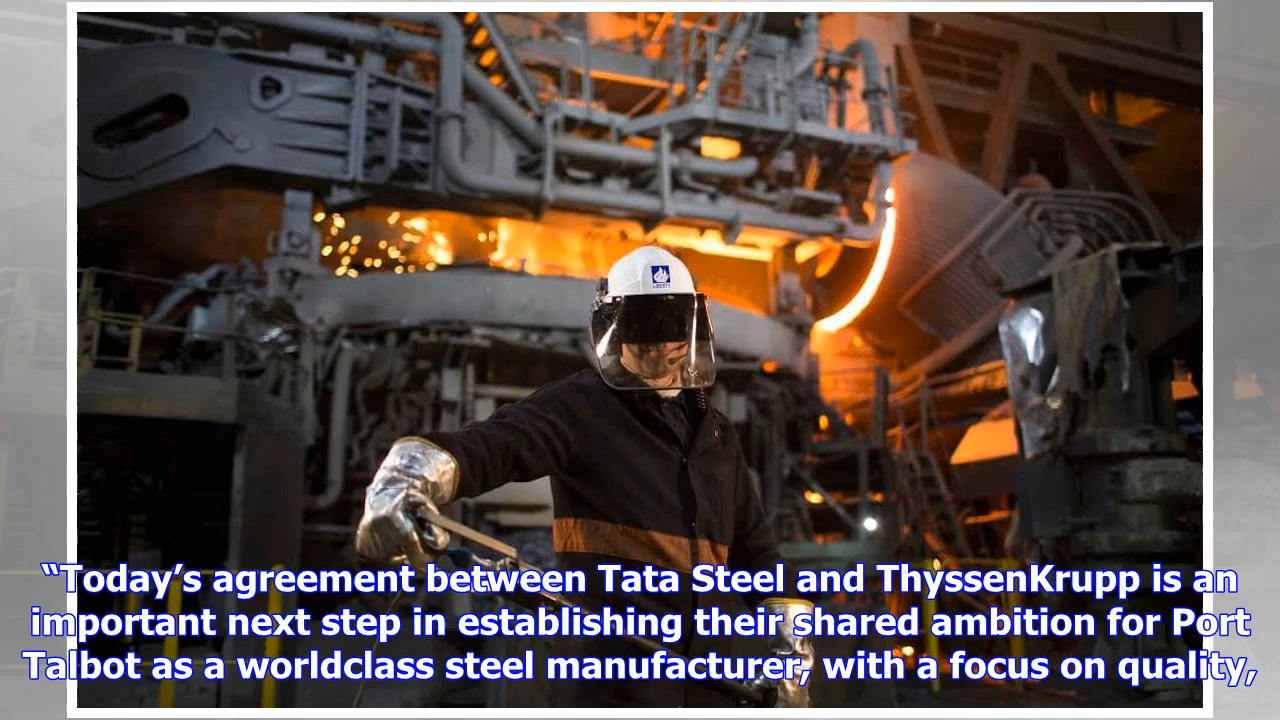 LIBERTY
“Today’s agreement between Tata Steel and ThyssenKrupp is an
important next step in establishing their shared ambition for Port
Talbot as a worldclass steel manufacturer, with a focus on quality,